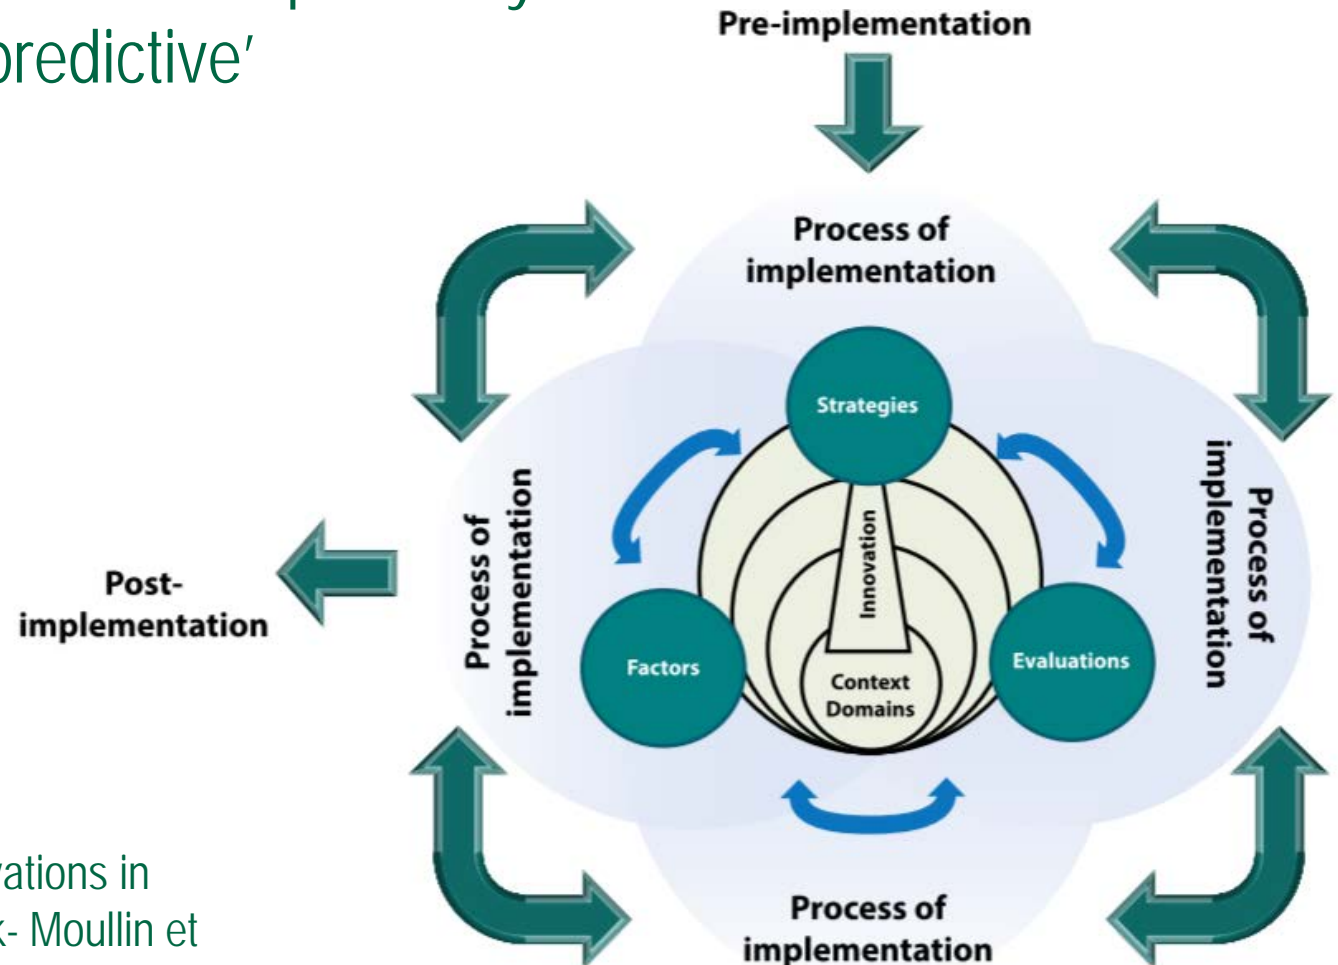 predictive'
Pre-implementation
Process of
implementation
Strategies
Innovation
Context
Domains
Factors
Evaluations
Process of
implementation
Process of
implementation
Post-
implementation
Process of
implementation
vations in
k- Moullin et